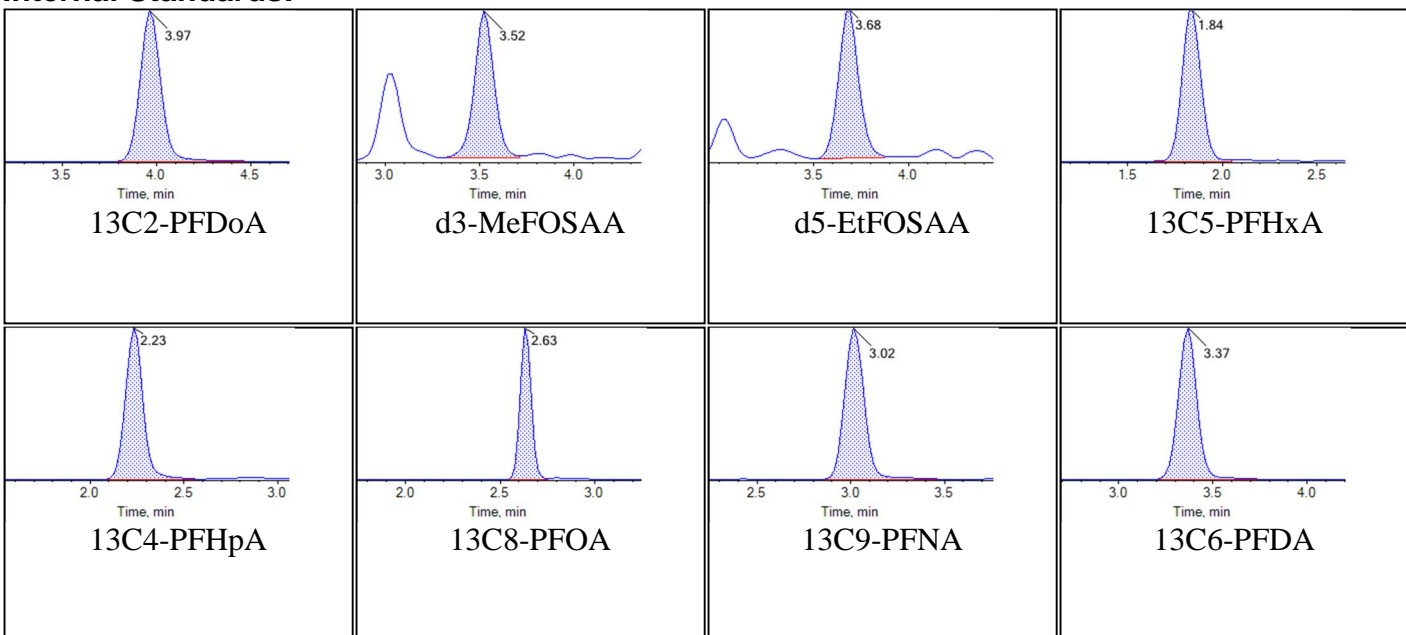 Internal Standards:
3.97
3.5 4.0 4.5
Time, min
13C2-PFDoA
3.52
3.0 3.5 4.0
Time, min
d3-MeFOSAA
3.68
3.5 4.0
Time, min
d5-EtFOSAA
1.84
1.5 2.0 2.5
Time, min
13C5-PFHxA
2.23
2.0 2.5 3.0
Time, min
13C4-PFHpA
2.63
2.0 2.5 3.0
Time, min
13C8-PFOA
3.02
2.5 3.0 3.5
Time, min
13C9-PFNA
3.37
3.0 3.5 4.0
Time, min
13C6-PFDA